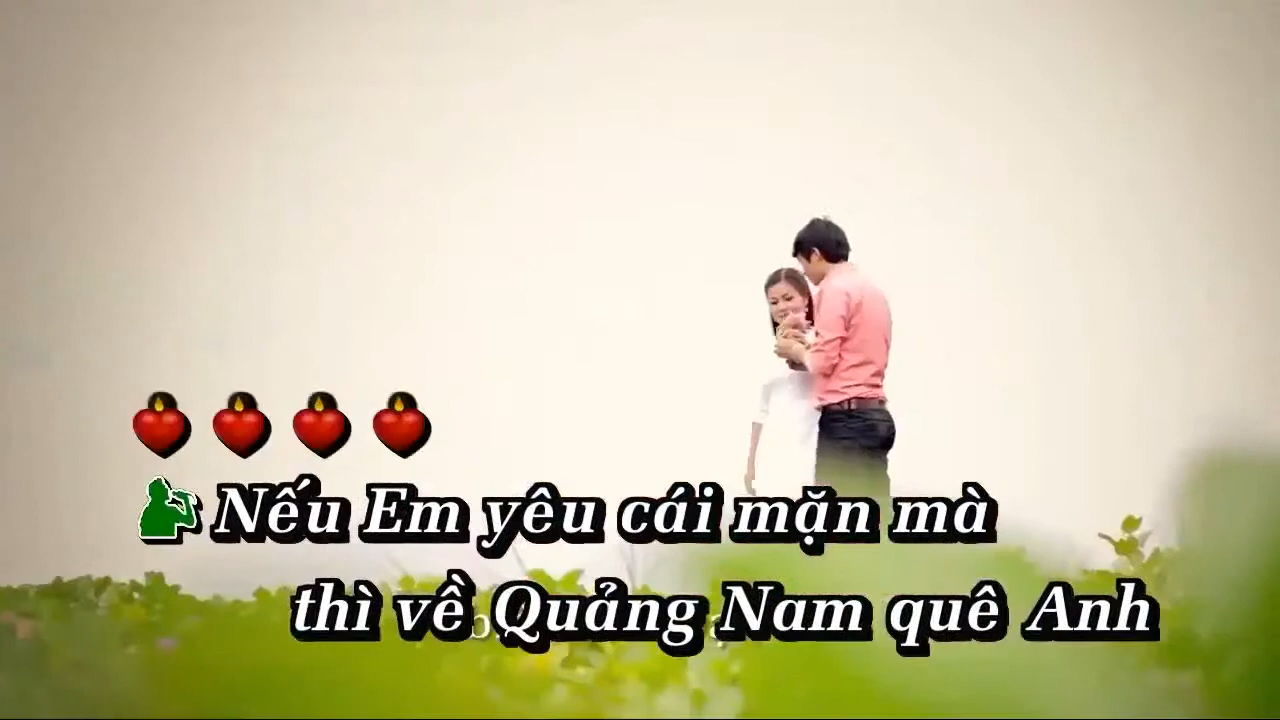 Nếu Em yêu cái mặn mà
thì về Quảng Nam quê Anh